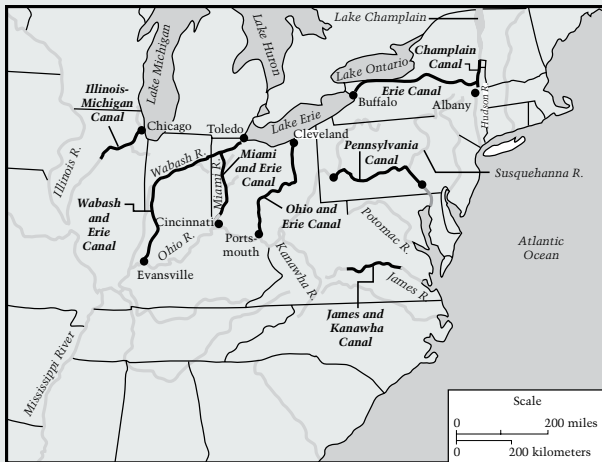 Lake Champlain
Lake Michigan
Lake Huron
Lake Ontario
Champlain
Canal
Illinois-
Michigan
Canal
Erie Canal
Buffalo
Albany
Hudson R.
Chicago
Toledo
Lake Erie
Cleveland
Illinois R.
Wabash R.
Miami R.
Miami
and Erie
Canal
Pennsylvania
Canal
Susquehanna R.
Wabash
and
Erie
Canal
Cincinnati
Ohio and
Erie Canal
Ohio R.
Ports-
mouth
Potomac R.
Atlantic
Ocean
Evansville
Kanawha R.
James R.
James and
Kanawha
Canal
Mississippi River
Scale
0 200 miles
0 200 kilometers